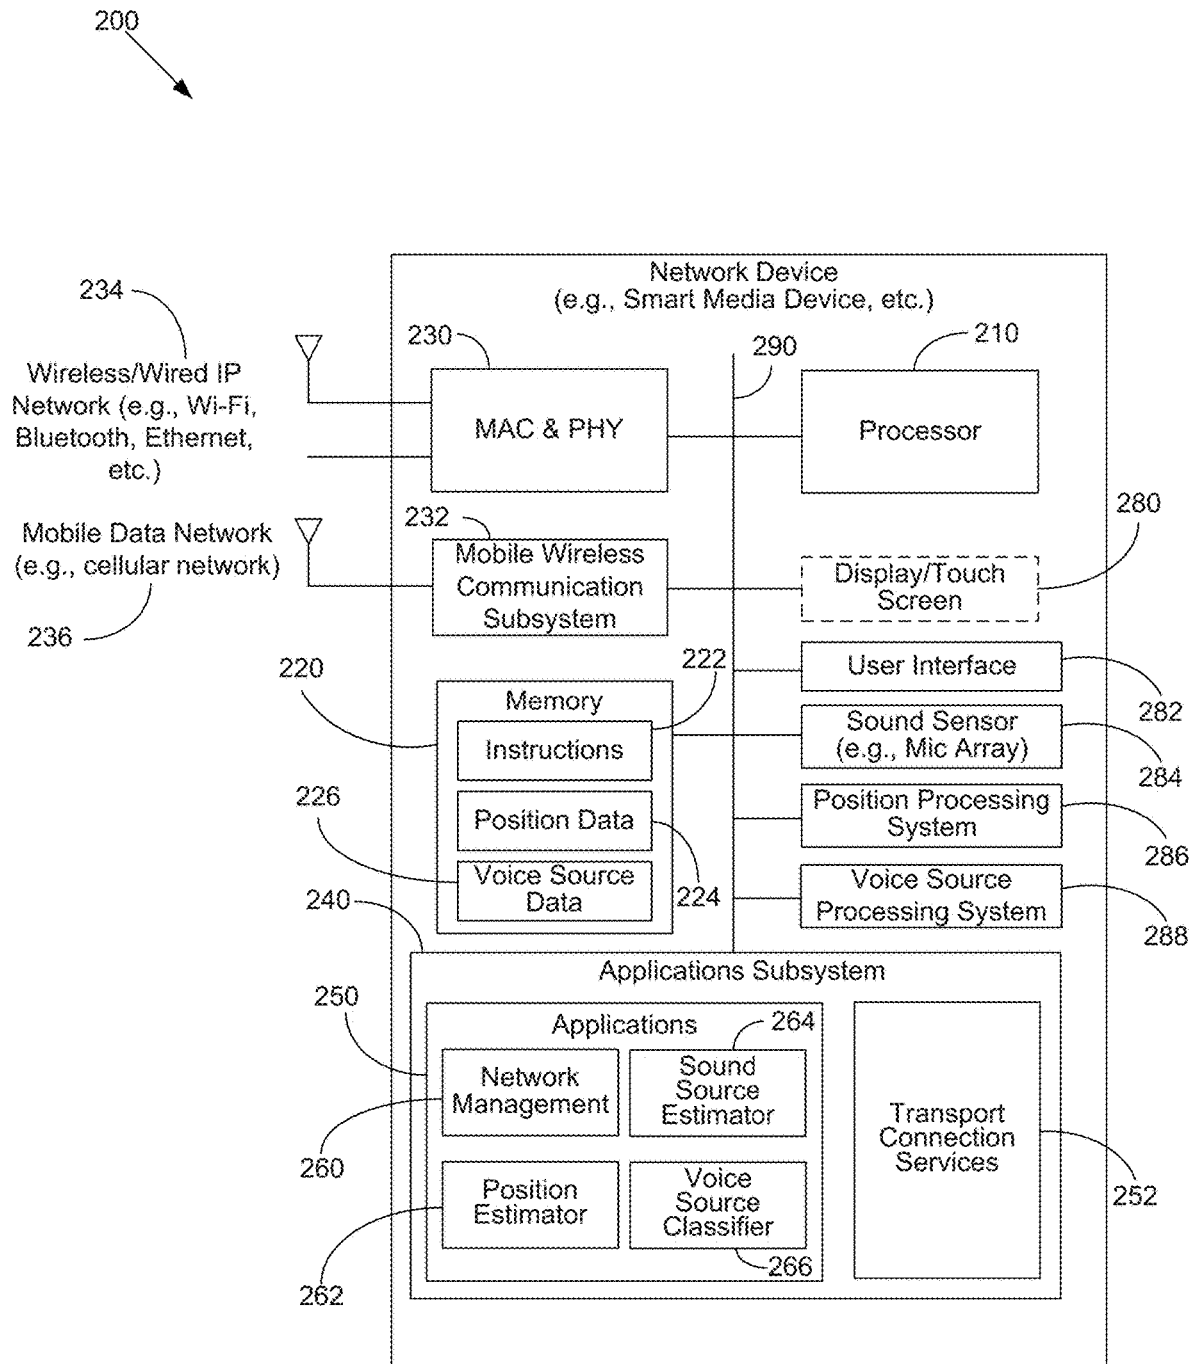 200
Network Device
(e.g., Smart Media Device, etc.)
234
230
290
210
Wireless/Wired IP
Network (e.g., Wi-Fi,
Bluetooth, Ethernet,
etc.)
MAC & PHY
Processor
232
280
Mobile Data Network
(e.g., cellular network)
236
Mobile Wireless
Communication
Subsystem
Display/Touch
Screen
220
222
User Interface
282
Memory
Instructions
Sound Sensor
(e.g., Mic Array)
284
226
Position Data
224
Position Processing
System
286
Voice Source
Data
Voice Source
Processing System
288
240
Applications Subsystem
250
Applications
264
Network
Management
Sound
Source
Estimator
260
Transport
Connection
Services
252
Position
Estimator
Voice
Source
Classifier
262
266